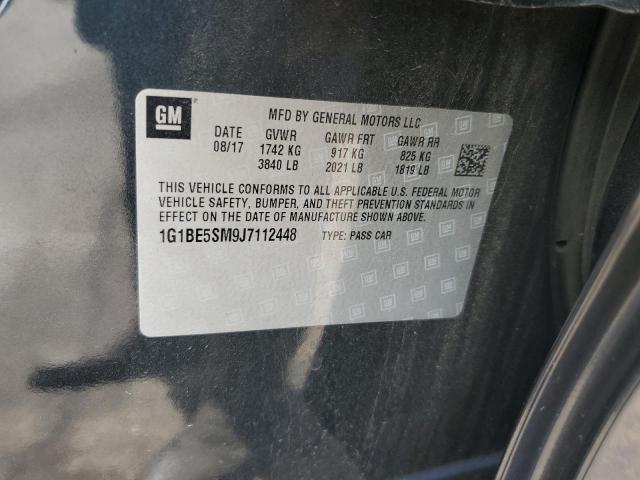 GM
MFD BY GENERAL MOTORS LLC
DATE GVWR GAWR FRT GAWR RR
08/17 1742 KG 917 KG 825 KG
3840 LB 2021 LB 1819 LB
THIS VEHICLE CONFORMS TO ALL APPLICABLE U.S. FEDERAL MOTOR
VEHICLE SAFETY, BUMPER, AND THEFT PREVENTION STANDARDS IN
EFFECT ON THE DATE OF MANUFACTURE SHOWN ABOVE.
1G1BE5SM9J7112448 TYPE: PASS CAR